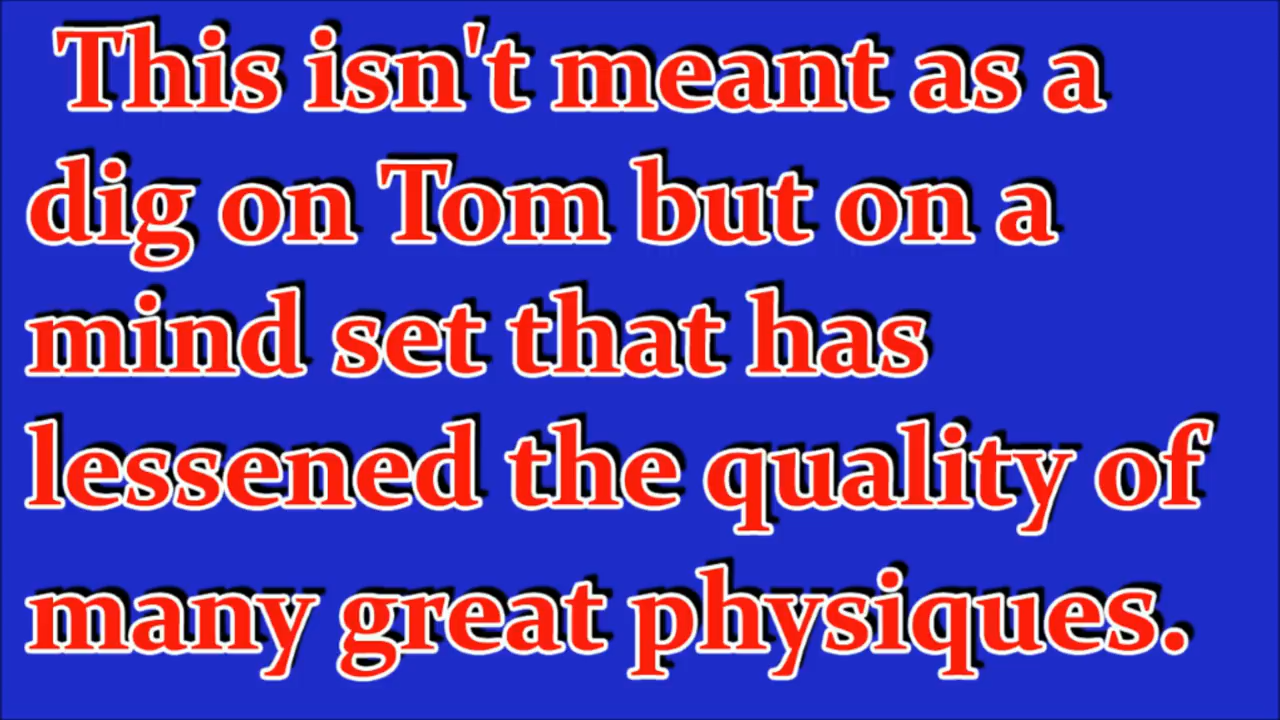 This isn't meant as a
dig on Tom but on a
mind set that has
lessened the quality of
many great physiques.